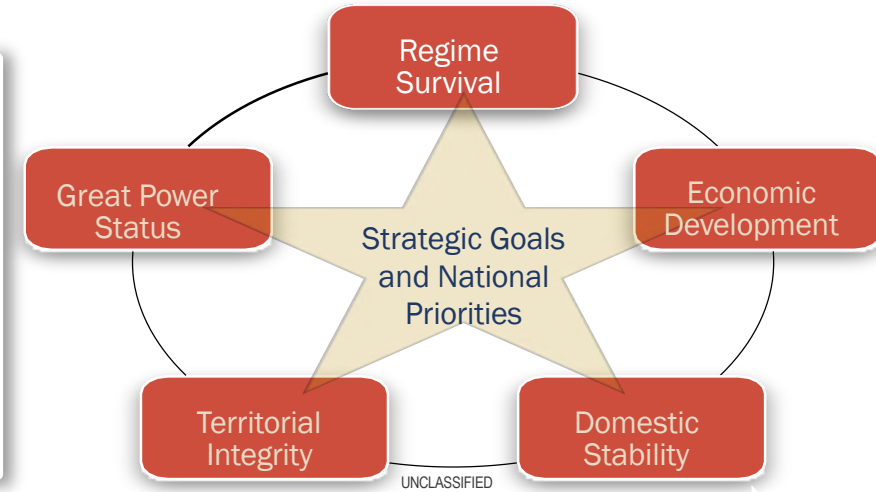 Regime
Survival
Great Power
Status
Economic
Development
Strategic Goals
and National
Priorities
Territorial
Integrity
Domestic
Stability
UNCLASSIFIED